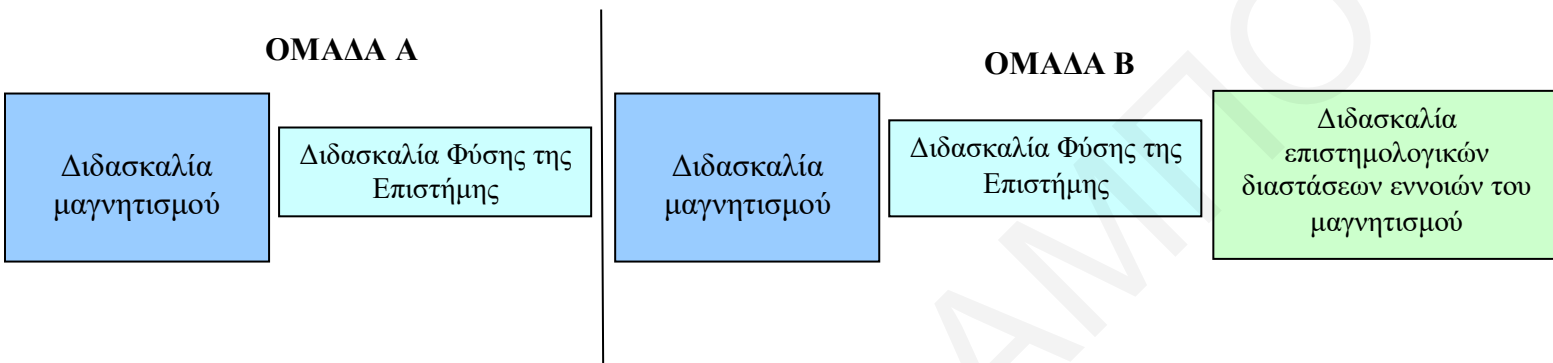 ΟΜΑΔΑ Α
Διδασκαλία
μαγνητισμού
Διδασκαλία Φύσης της
Επιστήμης
ΟΜΑΔΑ Β
Διδασκαλία
μαγνητισμού
Διδασκαλία Φύσης της
Επιστήμης
Διδασκαλία
επιστημολογικών
διαστάσεων εννοιών του
μαγνητισμού